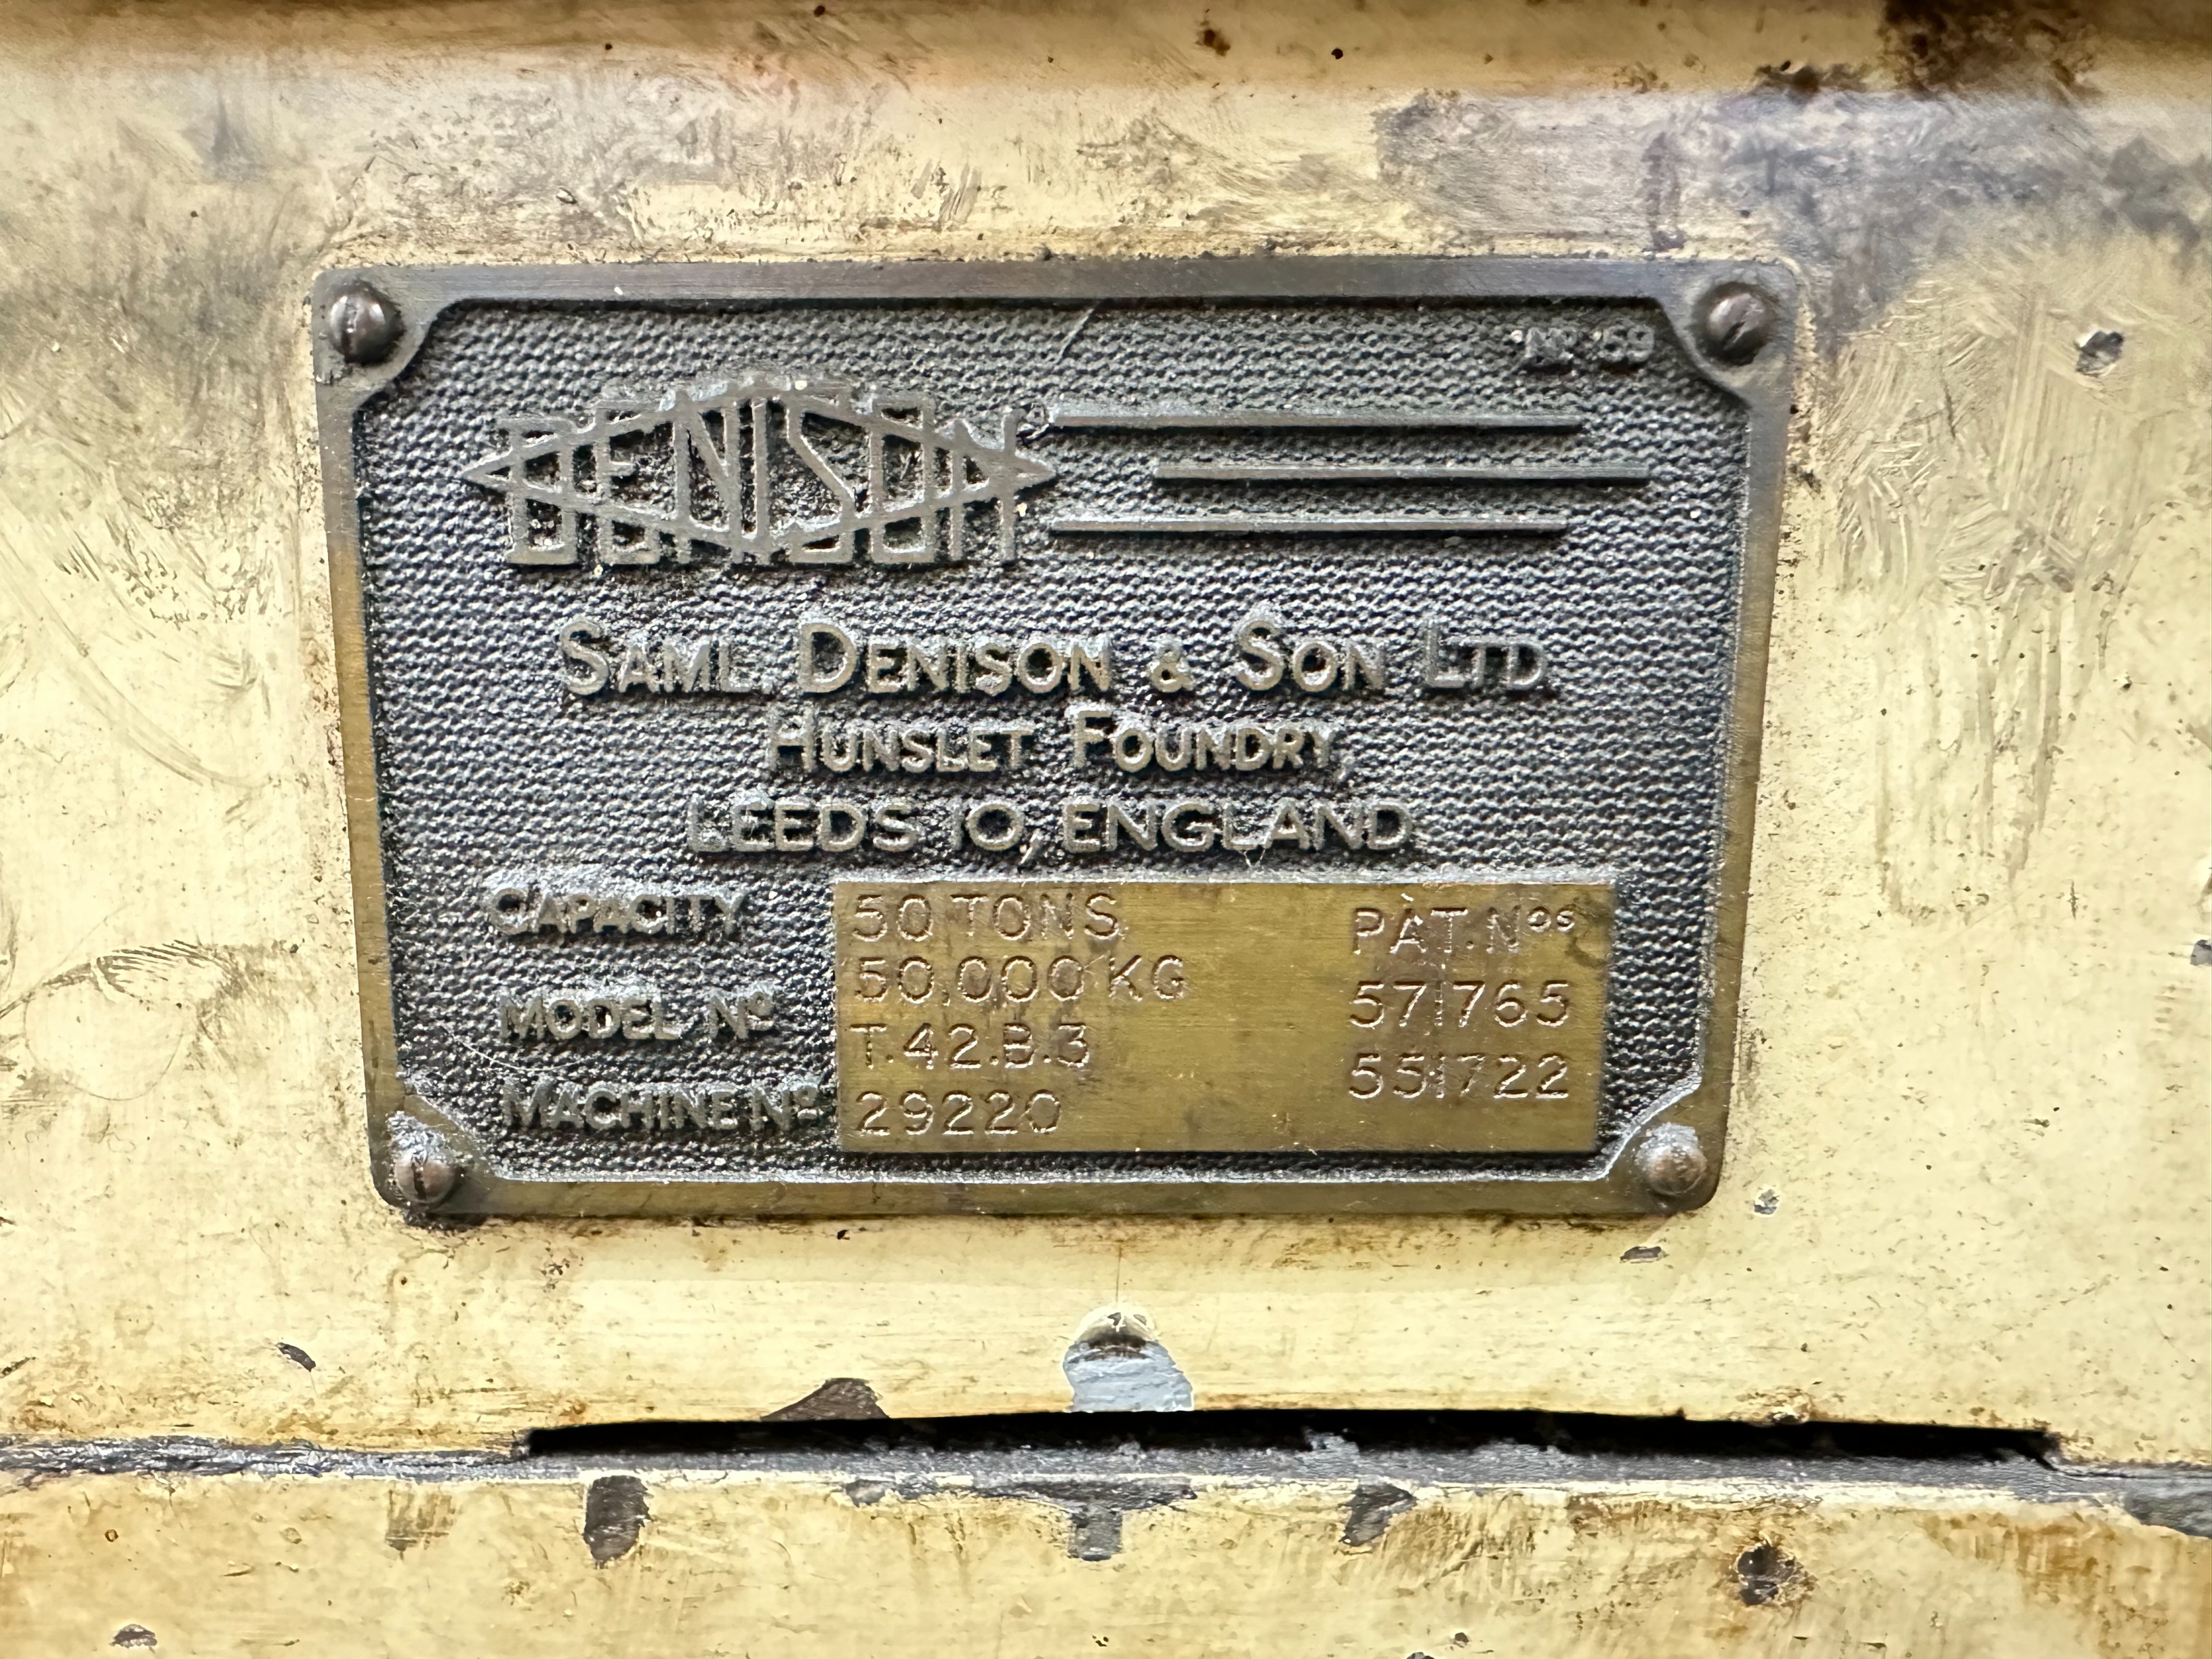 Nº 59
DENISON
SAML. DENISON & SON LTD
HUNSLET FOUNDRY,
LEEDS 10, ENGLAND.
CAPACITY 50 TONS
50,000 KG
MODEL Nº T.42.B.3
MACHINE Nº 29220
PAT. Nos
571765
551722